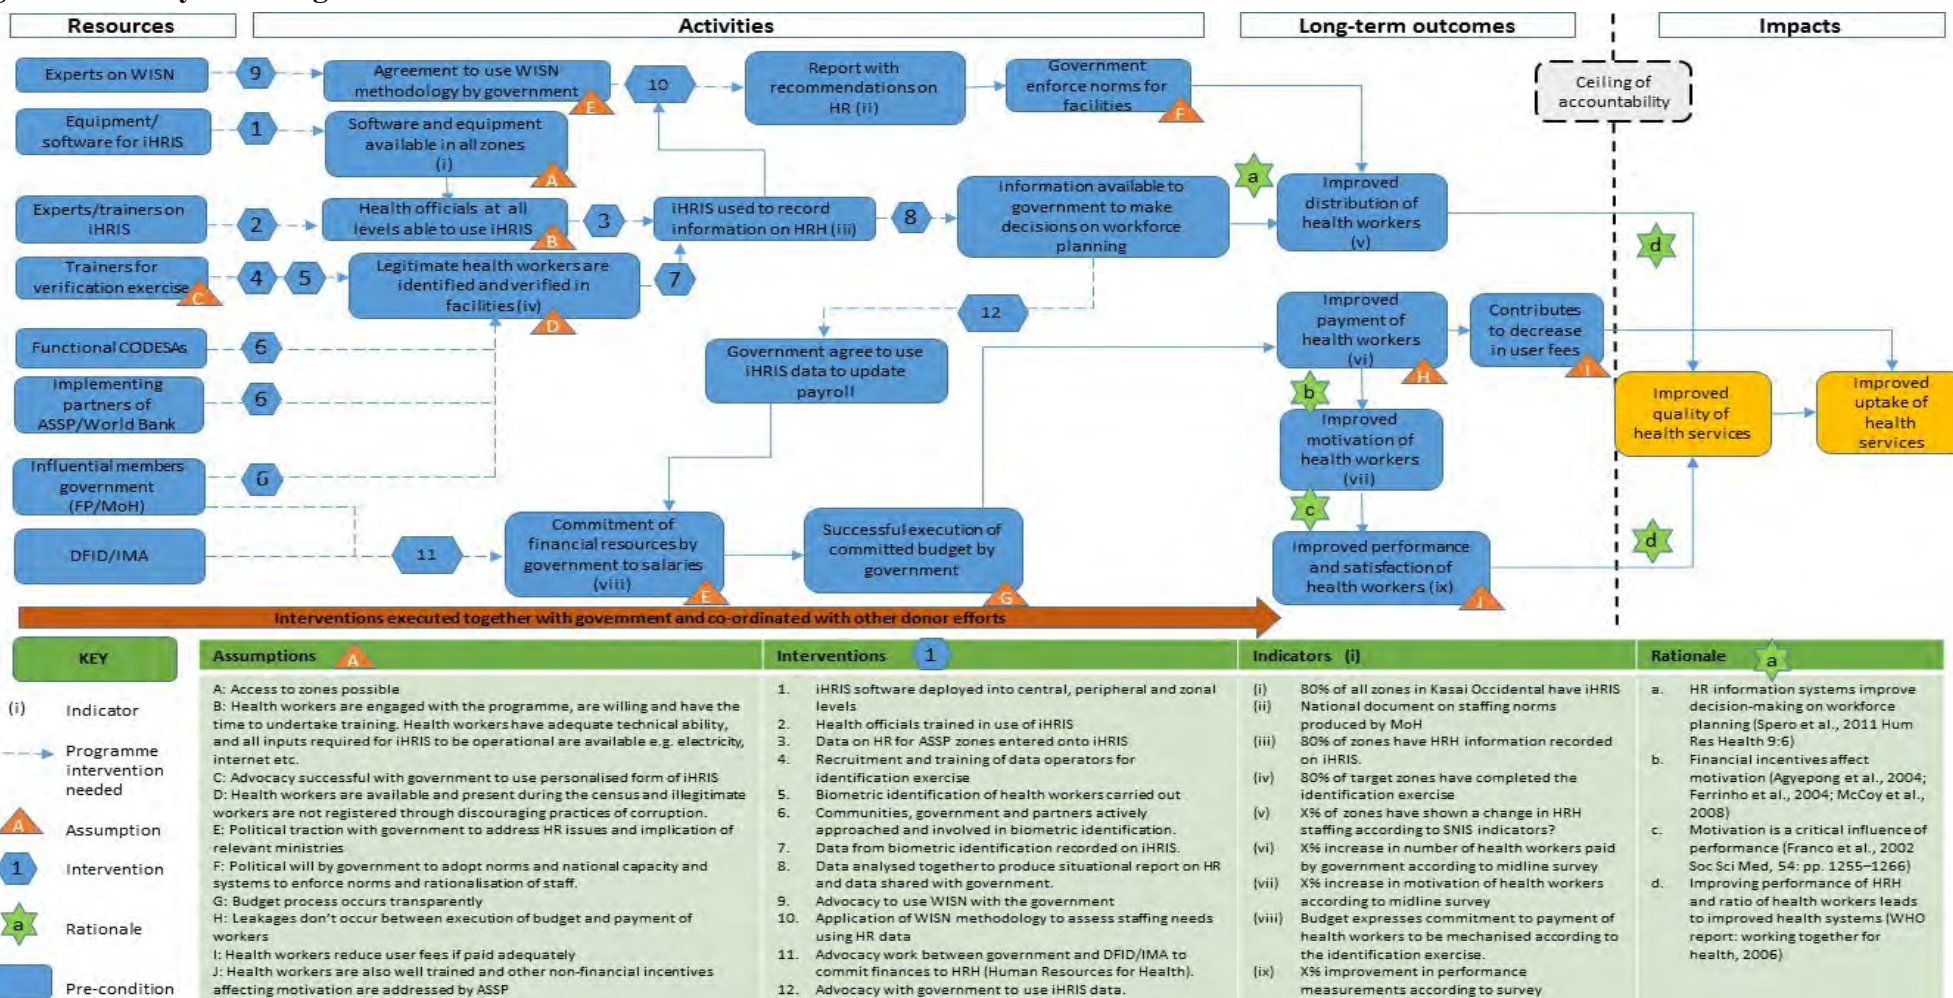 Resources
Activities
Long-term outcomes
Impacts
Experts on WISN
9
Agreement to use WISN
methodology by government
E
10
Report with
recommendations on
HR (ii)
Government
enforce norms for
facilities
F
Ceiling of
accountability
Equipment/
software for iHRIS
1
Software and equipment
available in all zones
(i)
A
Experts/trainers on
iHRIS
2
Health officials at all
levels able to use iHRIS
B
3
iHRIS used to record
information on HRH (iii)
8
Information available to
government to make
decisions on workforce
planning
a
Improved
distribution of
health workers
(v)
d
Trainers for
verification exercise
C
4
5
Legitimate health workers are
identified and verified in
facilities (iv)
D
7
12
Improved
payment of
health workers
(vi)
H
Contributes
to decrease
in user fees
I
Functional CODESAs
6
Government agree to use
iHRIS data to update
payroll
Implementing
partners of
ASSP/World Bank
6
b
Improved
motivation of
health workers
(vii)
Improved
quality of
health services
Improved
uptake of
health
services
Influential members
government
(FP/MoH)
6
c
DFID/IMA
11
Commitment of
financial resources by
government to salaries
(viii)
E
Successful execution of
committed budget by
government
G
Improved performance
and satisfaction of
health workers (ix)
J
d
Interventions executed together with government and co-ordinated with other donor efforts
KEY
(i) Indicator
Programme
intervention
needed
A Assumption
1 Intervention
a Rationale
Pre-condition
Assumptions A
A: Access to zones possible
B: Health workers are engaged with the programme, are willing and have the
time to undertake training. Health workers have adequate technical ability,
and all inputs required for iHRIS to be operational are available e.g. electricity,
internet etc.
C: Advocacy successful with government to use personalised form of iHRIS
D: Health workers are available and present during the census and illegitimate
workers are not registered through discouraging practices of corruption.
E: Political traction with government to address HR issues and implication of
relevant ministries
F: Political will by government to adopt norms and national capacity and
systems to enforce norms and rationalisation of staff.
G: Budget process occurs transparently
H: Leakages don't occur between execution of budget and payment of
workers
I: Health workers reduce user fees if paid adequately
J: Health workers are also well trained and other non-financial incentives
affecting motivation are addressed by ASSP
Interventions 1
1. iHRIS software deployed into central, peripheral and zonal
levels
2. Health officials trained in use of iHRIS
3. Data on HR for ASSP zones entered onto iHRIS
4. Recruitment and training of data operators for
identification exercise
5. Biometric identification of health workers carried out
6. Communities, government and partners actively
approached and involved in biometric identification.
7. Data from biometric identification recorded on iHRIS.
8. Data analysed together to produce situational report on HR
and data shared with government.
9. Advocacy to use WISN with the government
10. Application of WISN methodology to assess staffing needs
using HR data
11. Advocacy work between government and DFID/IMA to
commit finances to HRH (Human Resources for Health).
12. Advocacy with government to use iHRIS data.
Indicators (i)
(i) 80% of all zones in Kasai Occidental have iHRIS
(ii) National document on staffing norms
produced by MoH
(iii) 80% of zones have HRH information recorded
on iHRIS.
(iv) 80% of target zones have completed the
identification exercise
(v) X% of zones have shown a change in HRH
staffing according to SNIS indicators?
(vi) X% increase in number of health workers paid
by government according to midline survey
(vii) X% increase in motivation of health workers
according to midline survey
(viii) Budget expresses commitment to payment of
health workers to be mechanised according to
the identification exercise.
(ix) X% improvement in performance
measurements according to survey
Rationale a
a. HR information systems improve
decision-making on workforce
planning (Spero et al., 2011 Hum
Res Health 9:6)
b. Financial incentives affect
motivation (Agyepong et al., 2004;
Ferrinho et al., 2004; McCoy et al.,
2008)
c. Motivation is a critical influence of
performance (Franco et al., 2002
Soc Sci Med, 54: pp. 1255–1266)
d. Improving performance of HRH
and ratio of health workers leads
to improved health systems (WHO
report: working together for
health, 2006)